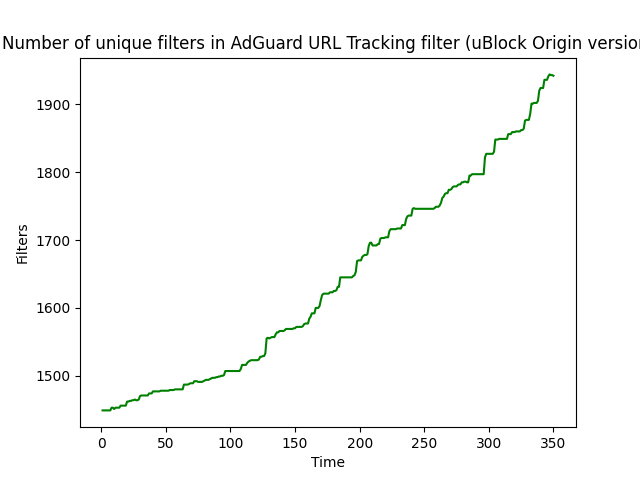 Number of unique filters in AdGuard URL Tracking filter (uBlock Origin version
1900
1800
1700
1600
1500
Filters
0 50 100 150 200 250 300 350
Time